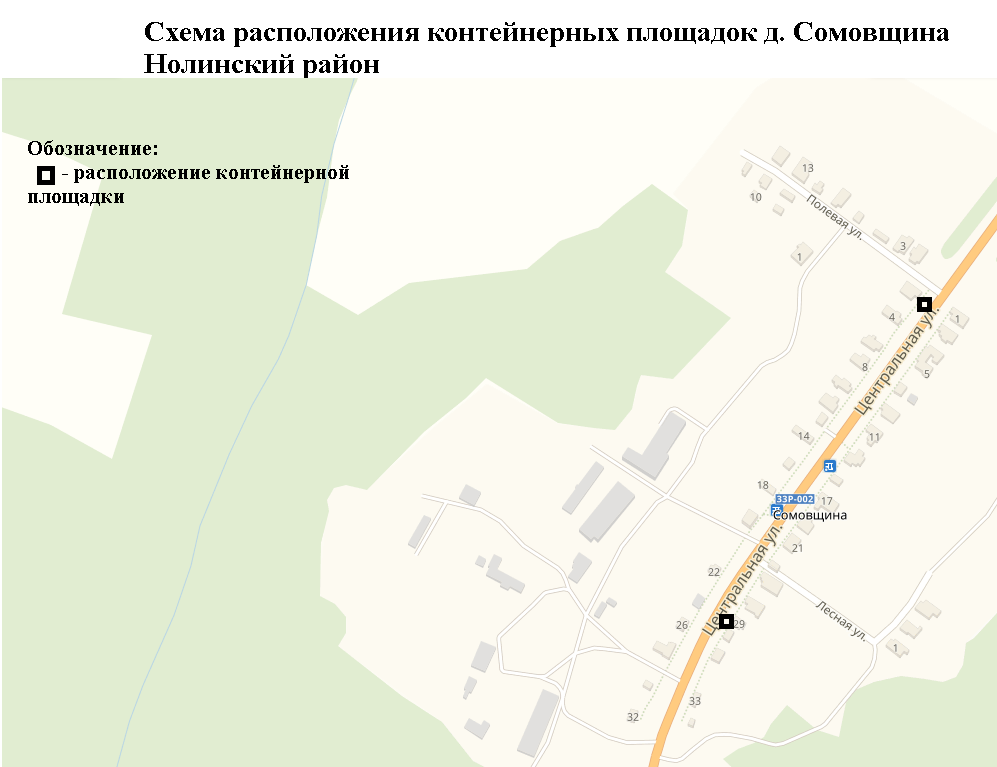 Схема расположения контейнерных площадок д. Сомовщина
Нолинский район
Обозначение:
- расположение контейнерной
площадки
13
10
Полевая ул.
3
1
4
1
Центральная ул.
8
5
14
11
18
33Р-002
17
Сомовщина
21
22
Центральная ул.
26
29
Лесная ул.
1
33
32